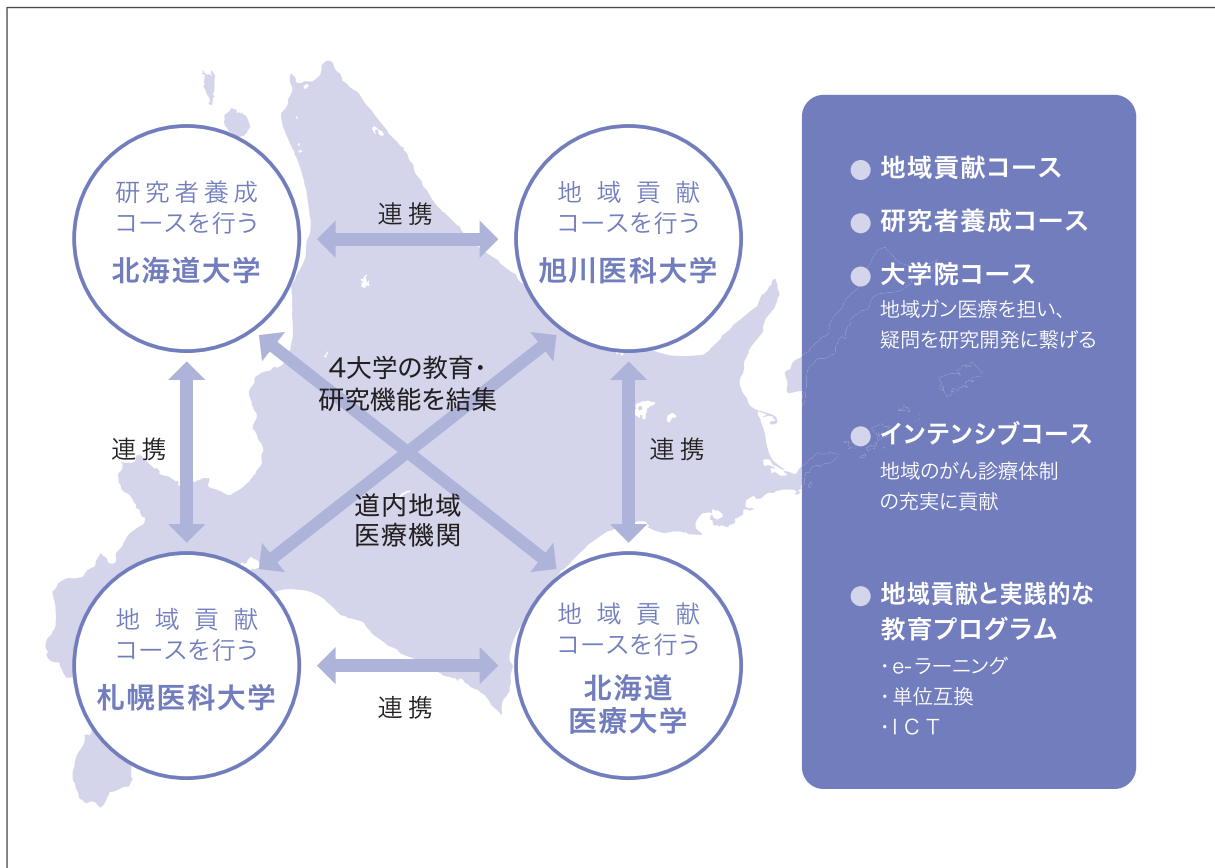 研究者養成
コースを行う
北海道大学
連携
地域貢献
コースを行う
旭川医科大学
4大学の教育・
研究機能を結集
連携
連携
道内地域
医療機関
地域貢献
コースを行う
札幌医科大学
連携
地域貢献
コースを行う
北海道
医療大学
● 地域貢献コース
● 研究者養成コース
● 大学院コース
地域ガン医療を担い、
疑問を研究開発に繋げる
● インテンシブコース
地域のがん診療体制
の充実に貢献
● 地域貢献と実践的な
教育プログラム
・e-ラーニング
・単位互換
・ICT